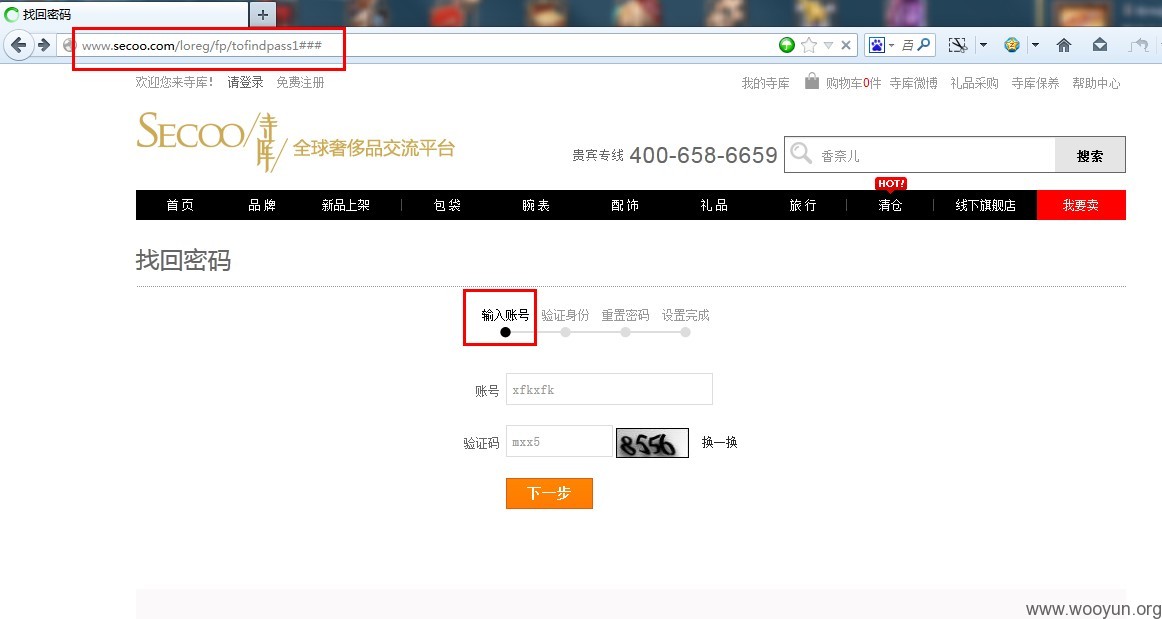 找回密码
www.secoo.com/loreg/fp/tofindpass1###
百
欢迎您来寺库! 请登录 免费注册
我的寺库 购物车0件 寺库微博 礼品采购 寺库保养 帮助中心
SECOO/寺库/ 全球奢侈品交流平台
贵宾专线 400-658-6659 香奈儿 搜索
HOT!
首页 品牌 新品上架 包袋 腕表 配饰 礼品 旅行 清仓 线下旗舰店 我要卖
找回密码
输入账号 验证身份 重置密码 设置完成
账号 xfkxfk
验证码 mxx5 8556 换一换
下一步
www.wooyun.org